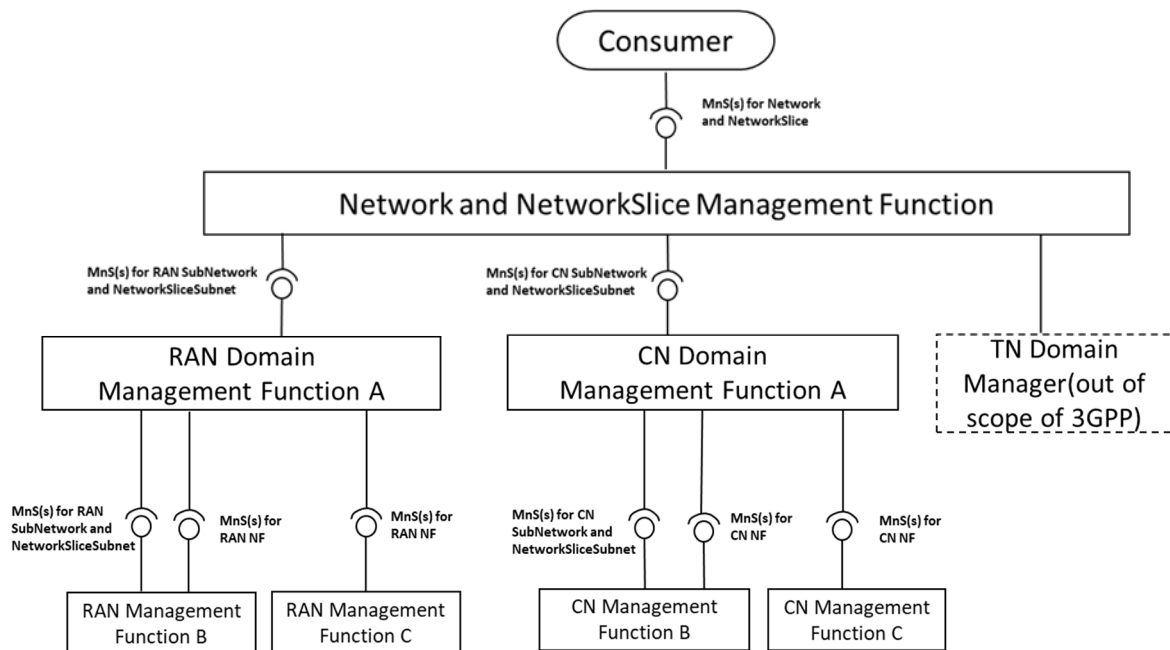 Consumer
MnS(s) for Network
and NetworkSlice
Network and NetworkSlice Management Function
MnS(s) for RAN SubNetwork
and NetworkSliceSubnet
MnS(s) for CN SubNetwork
and NetworkSliceSubnet
RAN Domain
Management Function A
CN Domain
Management Function A
TN Domain
Manager(out of
scope of 3GPP)
MnS(s) for RAN
SubNetwork and
NetworkSliceSubnet
MnS(s) for
RAN NF
MnS(s) for
RAN NF
MnS(s) for CN
SubNetwork and
NetworkSliceSubnet
MnS(s) for
CN NF
MnS(s) for
CN NF
RAN Management
Function B
RAN Management
Function C
CN Management
Function B
CN Management
Function C